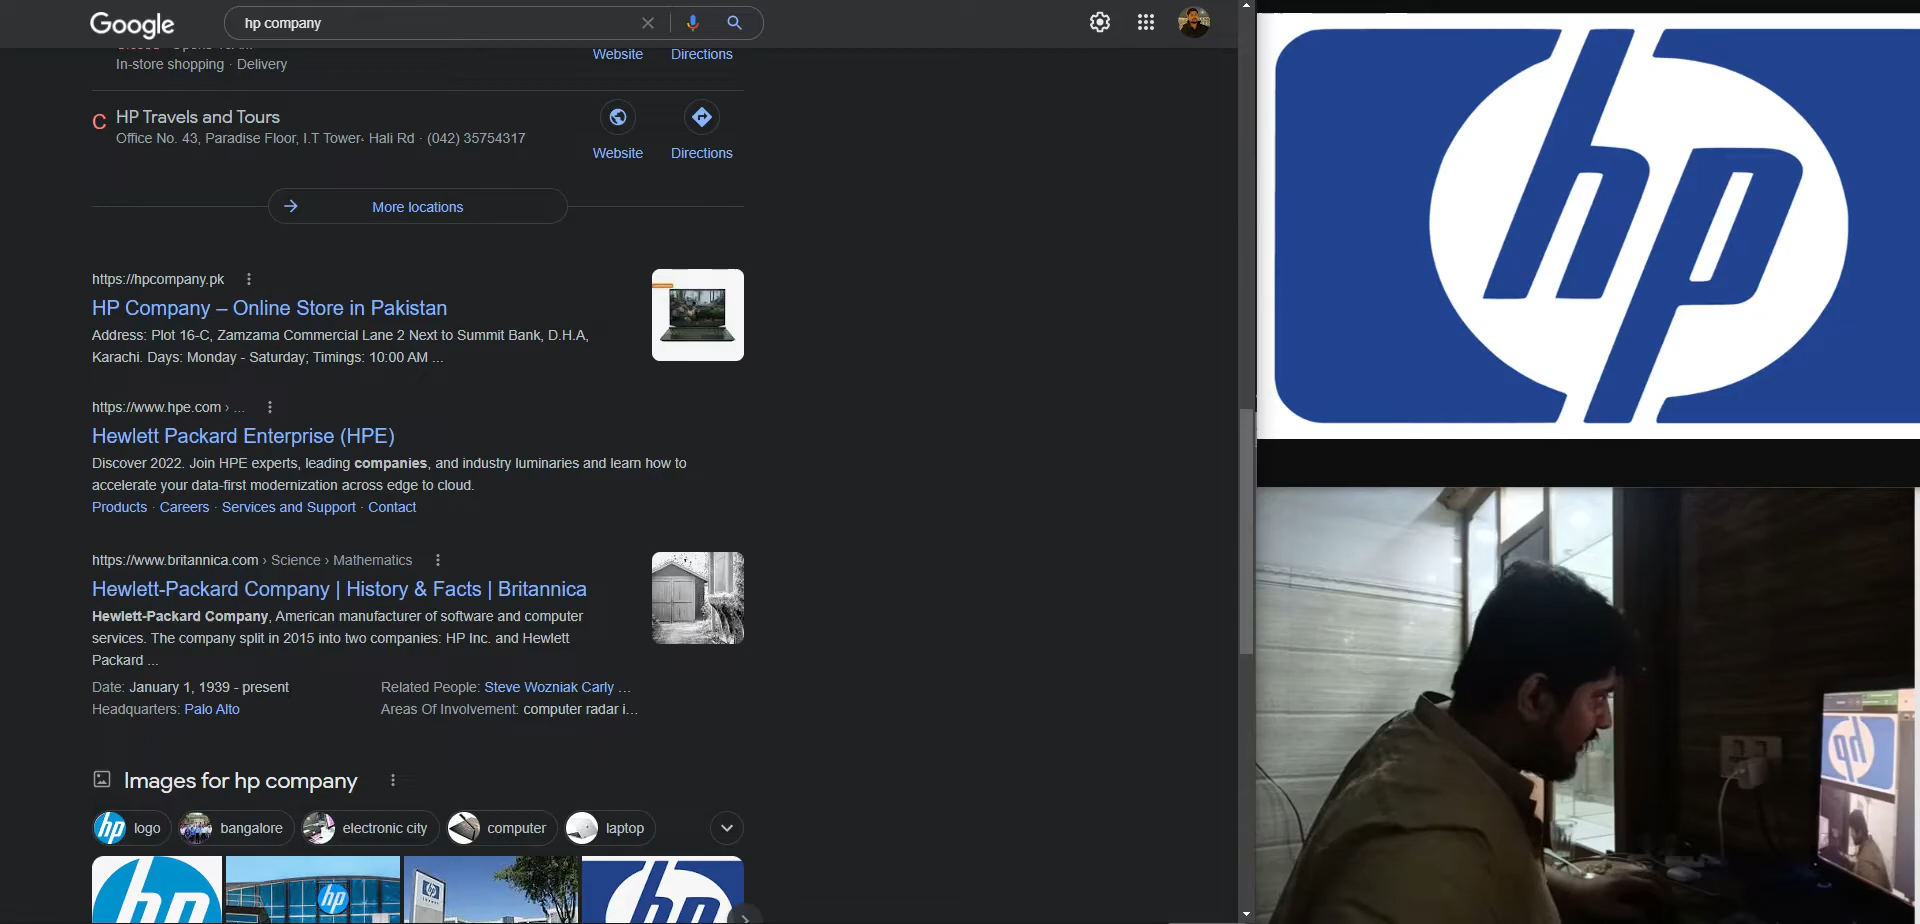 Google
hp company
In-store shopping · Delivery
Website
Directions
C
HP Travels and Tours
Office No. 43, Paradise Floor, I.T Tower، Hali Rd · (042) 35754317
Website
Directions
More locations
https://hpcompany.pk
HP Company – Online Store in Pakistan
Address: Plot 16-C, Zamzama Commercial Lane 2 Next to Summit Bank, D.H.A,
Karachi. Days: Monday - Saturday; Timings: 10:00 AM ...
https://www.hpe.com › ...
Hewlett Packard Enterprise (HPE)
Discover 2022. Join HPE experts, leading companies, and industry luminaries and learn how to
accelerate your data-first modernization across edge to cloud.
Products · Careers · Services and Support · Contact
https://www.britannica.com › Science › Mathematics
Hewlett-Packard Company | History & Facts | Britannica
Hewlett-Packard Company, American manufacturer of software and computer
services. The company split in 2015 into two companies: HP Inc. and Hewlett
Packard ...
Date: January 1, 1939 - present
Related People: Steve Wozniak Carly ...
Headquarters: Palo Alto
Areas Of Involvement: computer radar i...
Images for hp company
hp
logo
bangalore
electronic city
computer
laptop
hp
hp
hp
hp
hp
hp